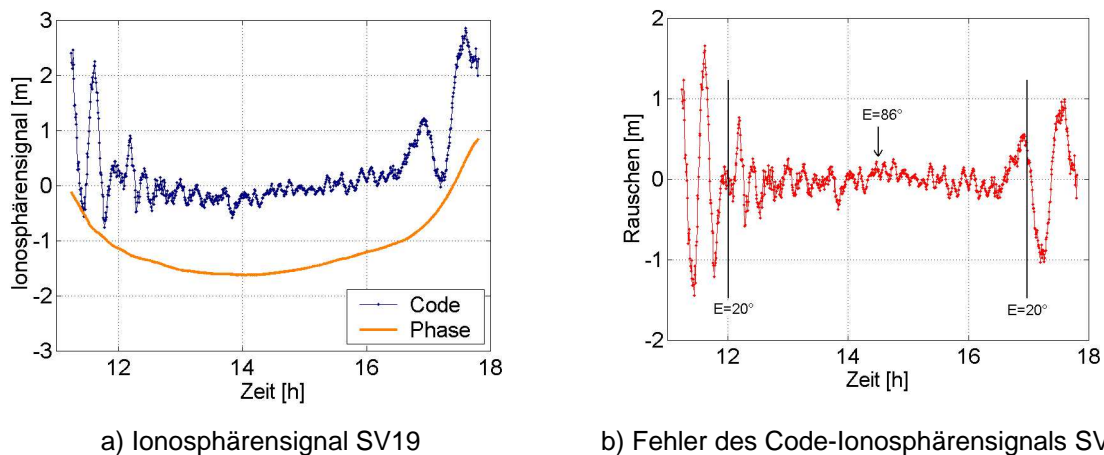 3
2
1
0
-1
-2
-3
Ionosphärensignal [m]
12
14
16
18
Zeit [h]
Code
Phase
a) Ionosphärensignal SV19
2
1
0
-1
-2
Rauschen [m]
E=86°
E=20°
E=20°
12
14
16
18
Zeit [h]
b) Fehler des Code-Ionosphärensignals SV